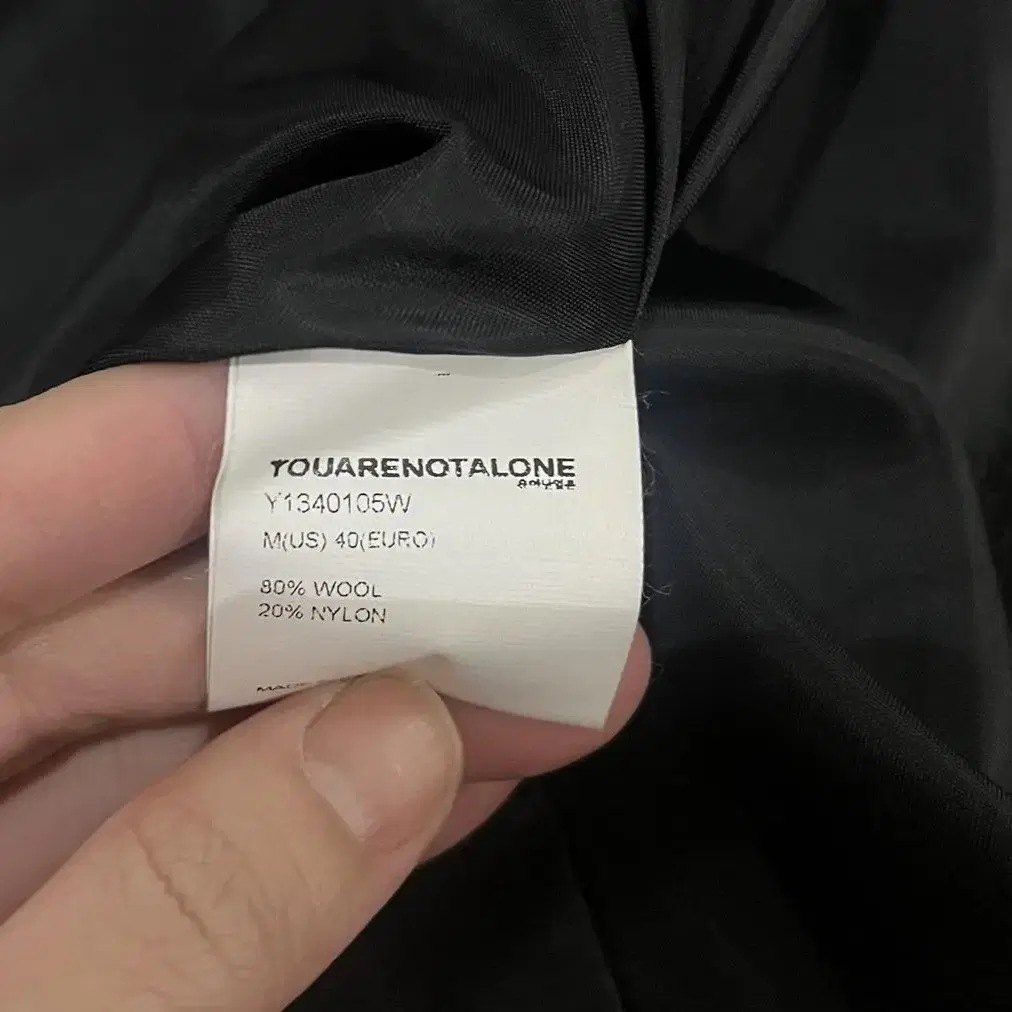 YOUARENOTALONE
Y1340105W
M(US) 40(EURO)
80% WOOL
20% NYLON